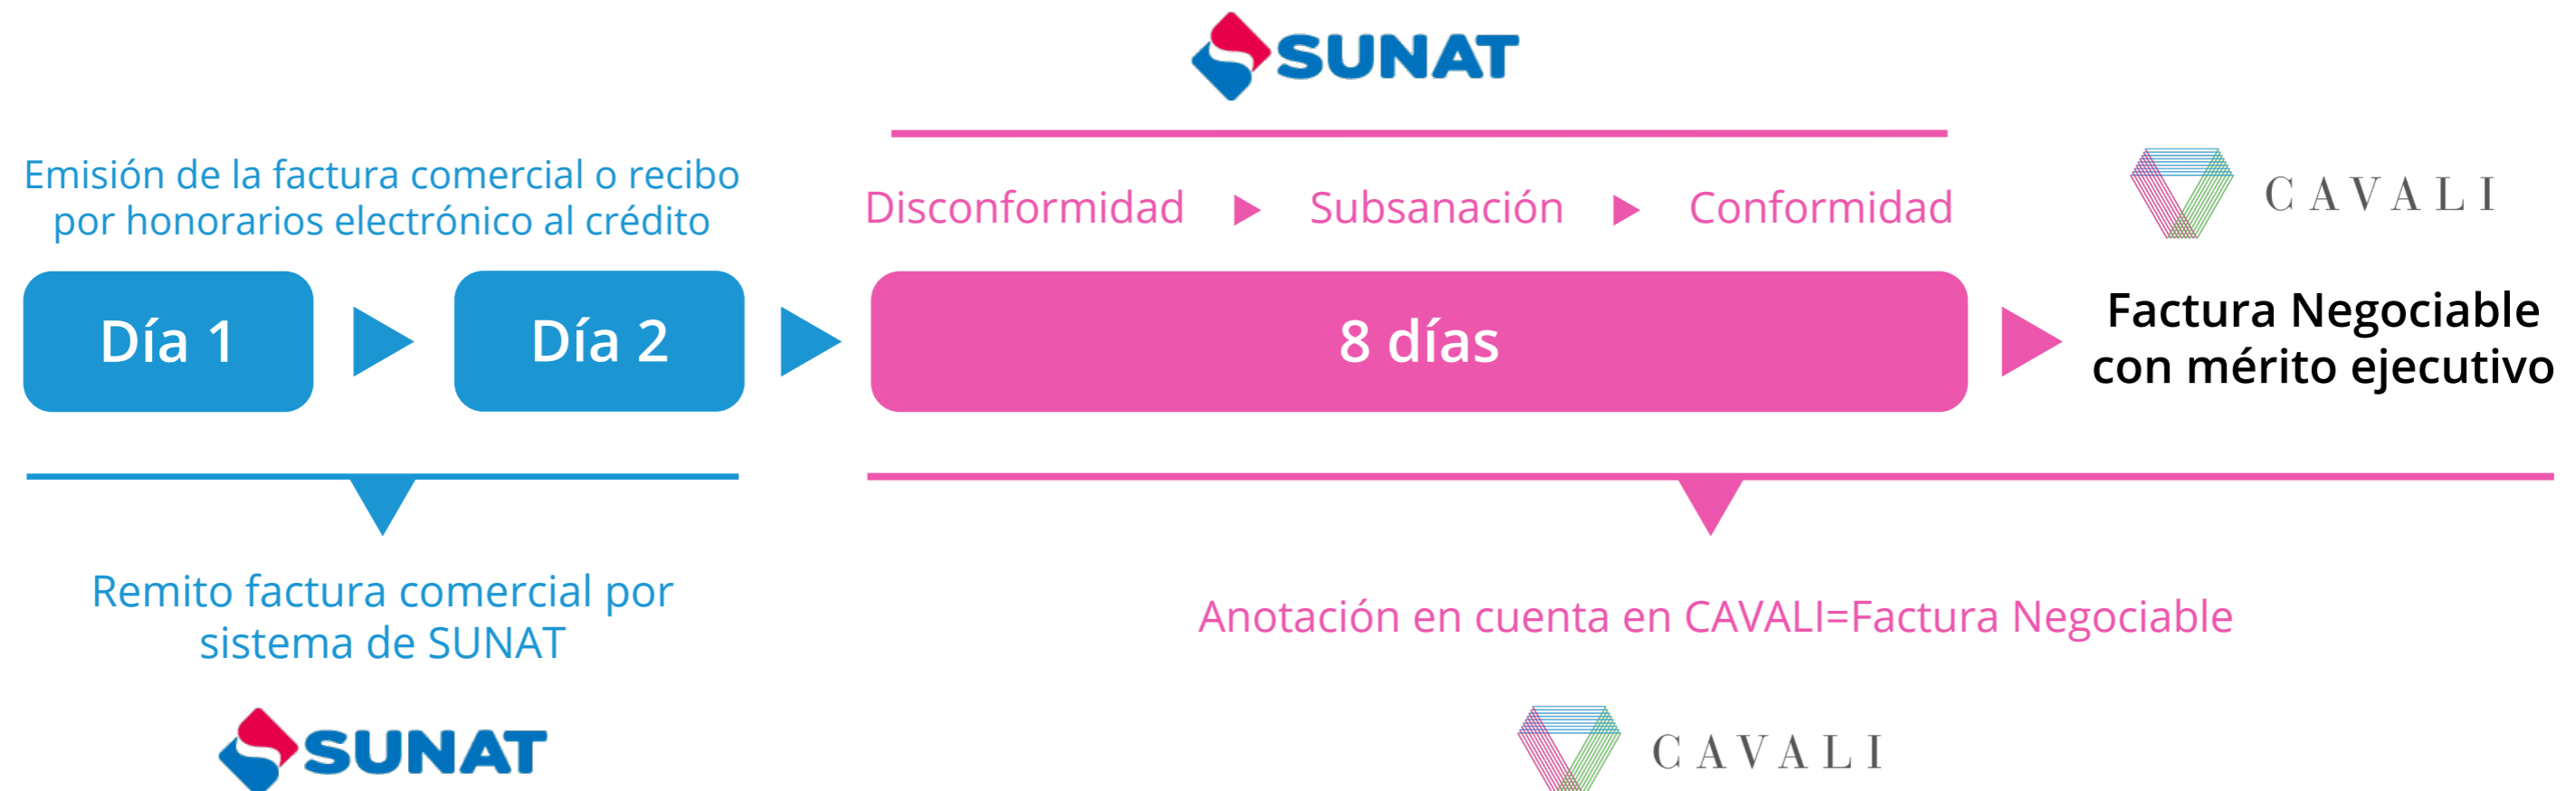 SUNAT
Emisión de la factura comercial o recibo
por honorarios electrónico al crédito
Disconformidad
Subsanación
Conformidad
CAVALI
Día 1
Día 2
8 días
Factura Negociable
con mérito ejecutivo
Remito factura comercial por
sistema de SUNAT
Anotación en cuenta en CAVALI=Factura Negociable
SUNAT
CAVALI